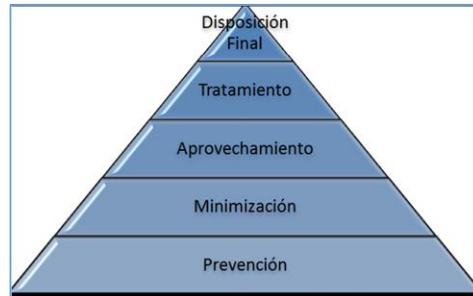 Disposición
Final
Tratamiento
Aprovechamiento
Minimización
Prevención